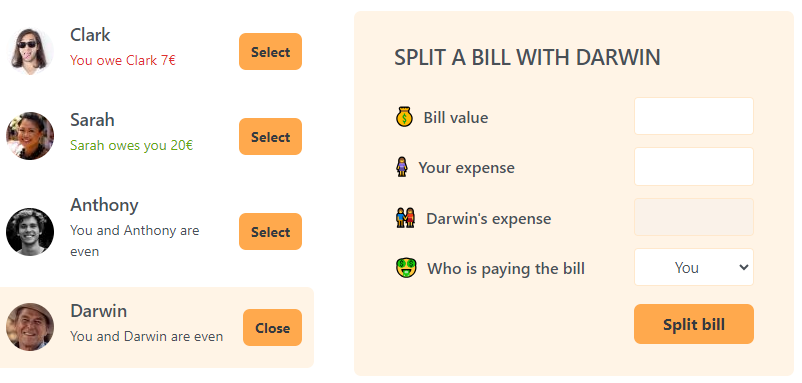 Clark
You owe Clark 7€
Select
Sarah
Sarah owes you 20€
Select
Anthony
You and Anthony are
even
Select
Darwin
You and Darwin are even
Close
SPLIT A BILL WITH DARWIN
💰 Bill value
🧍‍♀️ Your expense
👫 Darwin's expense
🤑 Who is paying the bill
You
Split bill